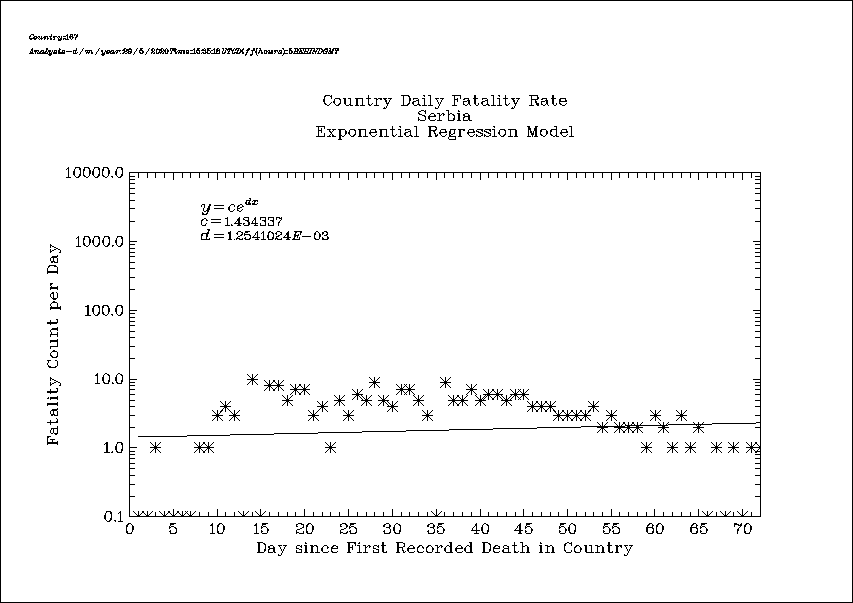 Country:167
Country Daily Fatality Rate
Serbia
Exponential Regression Model
10000.0
1000.0
100.0
10.0
1.0
0.1
y=ce^dx
c=1.434337
d=1.2541024E-03
Fatality Count per Day
0 5 10 15 20 25 30 35 40 45 50 55 60 65 70
Day since First Recorded Death in Country